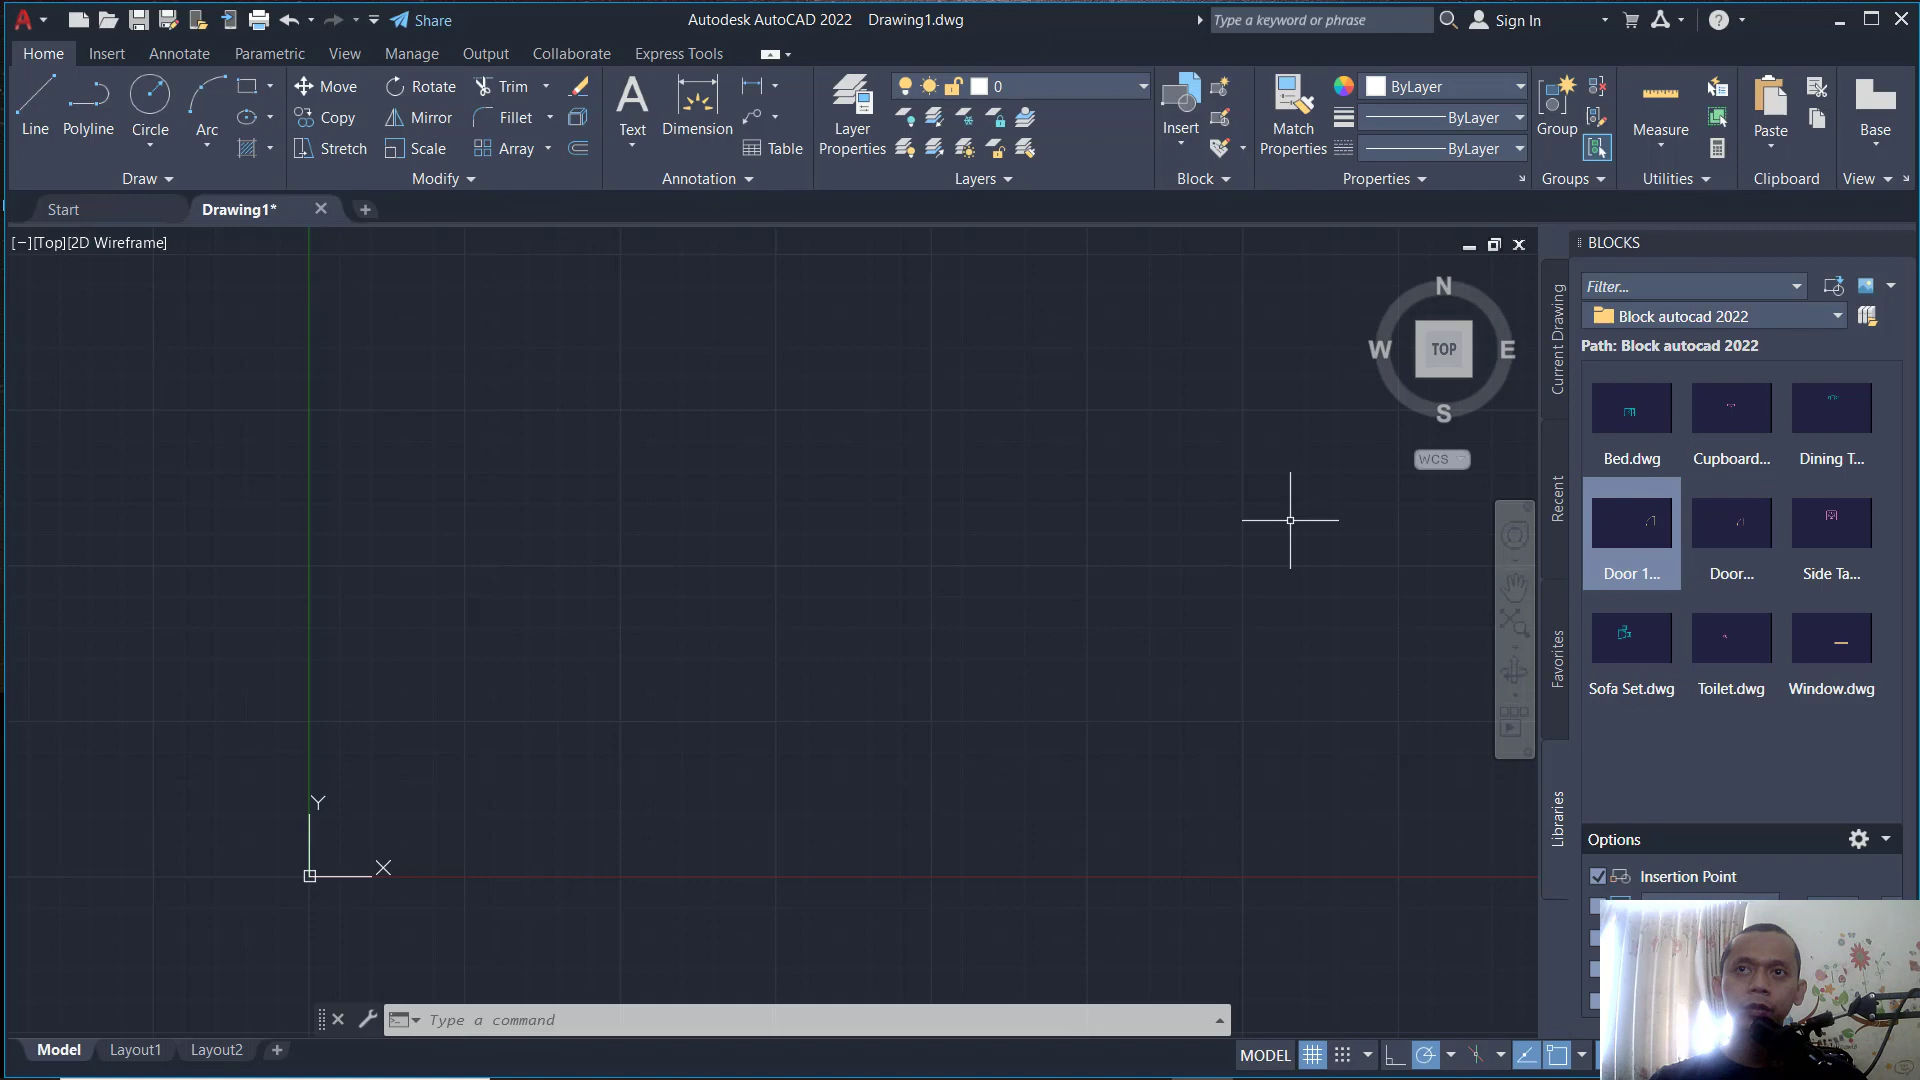 Share
Autodesk AutoCAD 2022 Drawing1.dwg
Type a keyword or phrase
Sign In
Home Insert Annotate Parametric View Manage Output Collaborate Express Tools
Line Polyline Circle Arc
Move Rotate Trim
Copy Mirror Fillet
Stretch Scale Array
Text Dimension Table
Layer Properties
0
Insert
Match Properties
ByLayer
ByLayer
ByLayer
Group Measure Paste Base
Draw Modify Annotation Layers Block Properties Groups Utilities Clipboard View
Start Drawing1*
[−][Top][2D Wireframe]
N
W TOP E
S
WCS
Y
X
BLOCKS
Filter...
Block autocad 2022
Path: Block autocad 2022
Current Drawing
Recent
Favorites
Libraries
Bed.dwg Cupboard... Dining T...
Door 1... Door... Side Ta...
Sofa Set.dwg Toilet.dwg Window.dwg
Options
Insertion Point
Type a command
Model Layout1 Layout2
MODEL